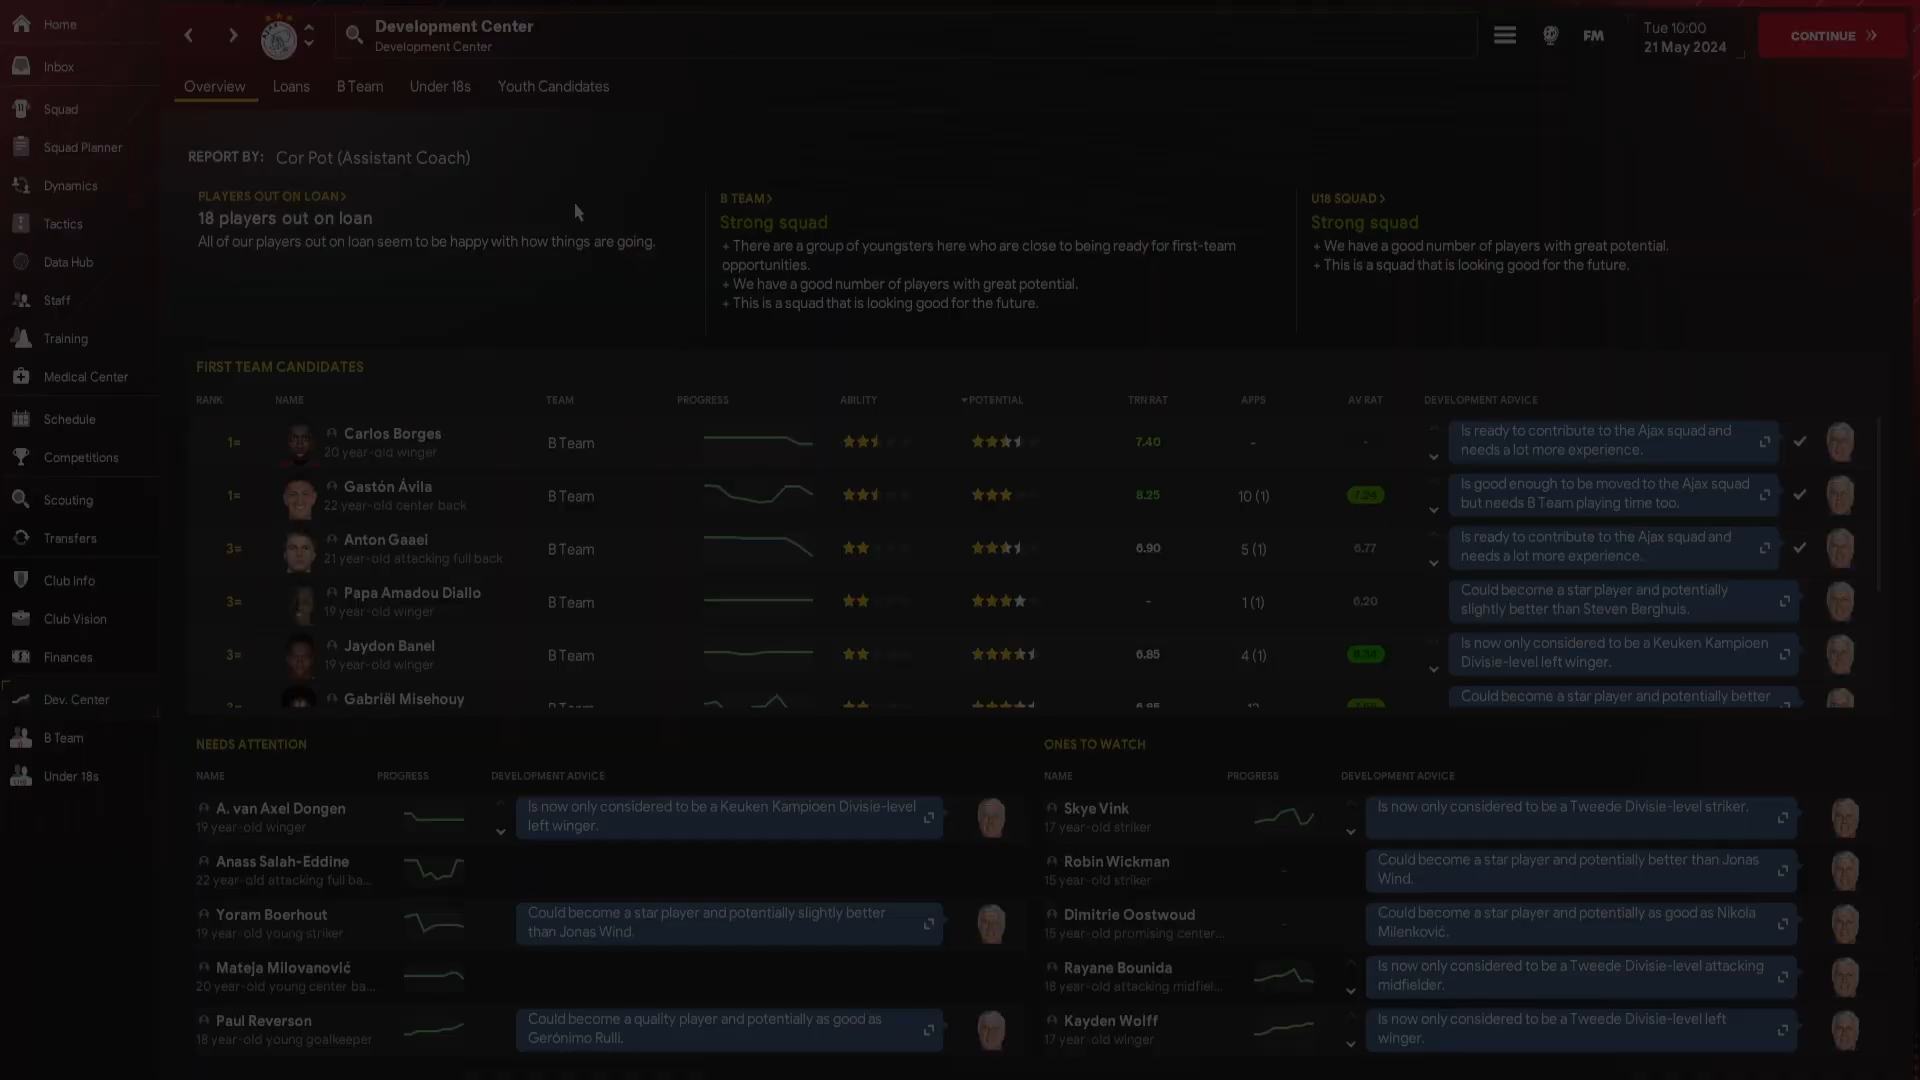 Home
Inbox
Squad
Squad Planner
Dynamics
Tactics
Data Hub
Staff
Training
Medical Center
Schedule
Competitions
Scouting
Transfers
Club Info
Club Vision
Finances
Dev. Center
B Team
Under 18s
Development Center
Development Center
FM
Tue 10:00
21 May 2024
CONTINUE
Overview
Loans
B Team
Under 18s
Youth Candidates
REPORT BY: Cor Pot (Assistant Coach)
PLAYERS OUT ON LOAN>
18 players out on loan
All of our players out on loan seem to be happy with how things are going.
B TEAM>
Strong squad
+ There are a group of youngsters here who are close to being ready for first-team
opportunities.
+ We have a good number of players with great potential.
+ This is a squad that is looking good for the future.
U18 SQUAD>
Strong squad
+ We have a good number of players with great potential.
+ This is a squad that is looking good for the future.
FIRST TEAM CANDIDATES
RANK NAME TEAM PROGRESS ABILITY POTENTIAL TRN RAT APPS AV RAT DEVELOPMENT ADVICE
1= Carlos Borges B Team 7.40 - - Is ready to contribute to the Ajax squad and
20 year-old winger needs a lot more experience.
1= Gastón Ávila B Team 8.25 10 (1) 7.24 Is good enough to be moved to the Ajax squad
22 year-old center back but needs B Team playing time too.
3= Anton Gaaei B Team 6.90 5 (1) 6.77 Is ready to contribute to the Ajax squad and
21 year-old attacking full back needs a lot more experience.
3= Papa Amadou Diallo B Team - 1 (1) 6.20 Could become a star player and potentially
19 year-old winger slightly better than Steven Berghuis.
3= Jaydon Banel B Team 6.85 4 (1) Is now only considered to be a Keuken Kampioen
19 year-old winger Divisie-level left winger.
Gabriël Misehouy Could become a star player and potentially better
NEEDS ATTENTION
NAME PROGRESS DEVELOPMENT ADVICE
A. van Axel Dongen Is now only considered to be a Keuken Kampioen Divisie-level
19 year-old winger left winger.
Anass Salah-Eddine
22 year-old attacking full ba...
Yoram Boerhout Could become a star player and potentially slightly better
19 year-old young striker than Jonas Wind.
Mateja Milovanović
20 year-old young center ba...
Paul Reverson Could become a quality player and potentially as good as
18 year-old young goalkeeper Gerónimo Rulli.
ONES TO WATCH
NAME PROGRESS DEVELOPMENT ADVICE
Skye Vink Is now only considered to be a Tweede Divisie-level striker.
17 year-old striker
Robin Wickman - Could become a star player and potentially better than Jonas
15 year-old striker Wind.
Dimitrie Oostwoud - Could become a star player and potentially as good as Nikola
15 year-old promising center... Milenković.
Rayane Bounida Is now only considered to be a Tweede Divisie-level attacking
18 year-old attacking midfiel... midfielder.
Kayden Wolff Is now only considered to be a Tweede Divisie-level left
17 year-old winger winger.